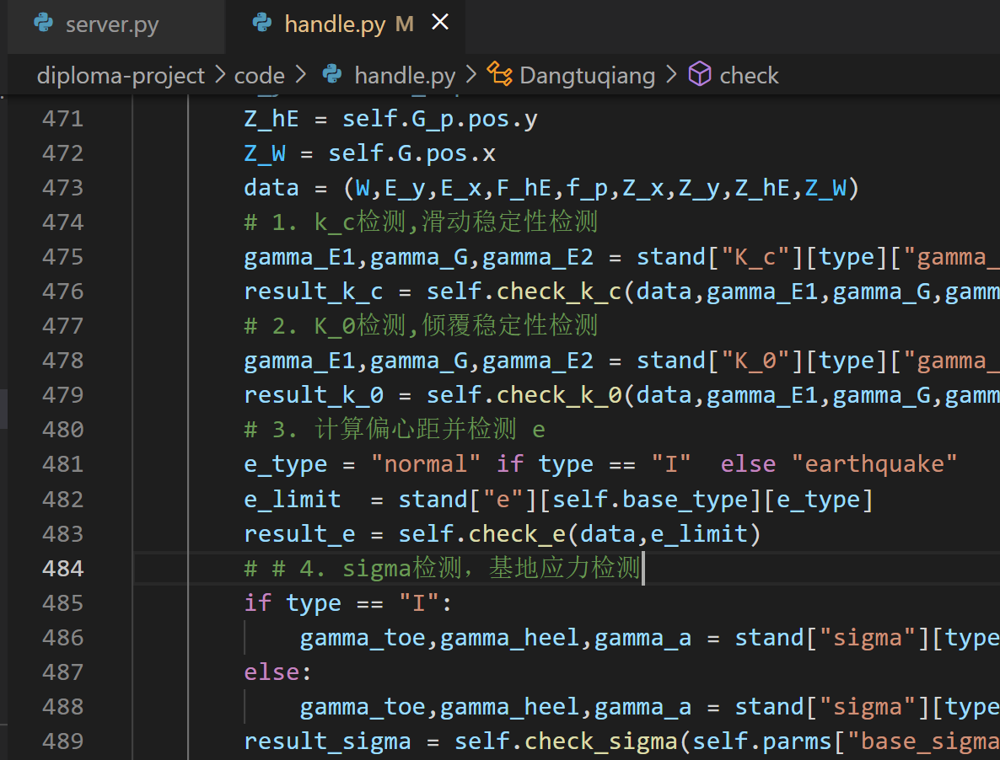 server.py
handle.py M
diploma-project > code > handle.py > Dangtuqiang > check
471 Z_hE = self.G_p.pos.y
472 Z_W = self.G.pos.x
473 data = (W,E_y,E_x,F_hE,f_p,Z_x,Z_y,Z_hE,Z_W)
474 # 1. k_c检测,滑动稳定性检测
475 gamma_E1,gamma_G,gamma_E2 = stand["K_c"][type]["gamma_
476 result_k_c = self.check_k_c(data,gamma_E1,gamma_G,gamm
477 # 2. K_0检测,倾覆稳定性检测
478 gamma_E1,gamma_G,gamma_E2 = stand["K_0"][type]["gamma_
479 result_k_0 = self.check_k_0(data,gamma_E1,gamma_G,gamm
480 # 3. 计算偏心距并检测 e
481 e_type = "normal" if type == "I"  else "earthquake"
482 e_limit  = stand["e"][self.base_type][e_type]
483 result_e = self.check_e(data,e_limit)
484 # # 4. sigma检测，基地应力检测
485 if type == "I":
486     gamma_toe,gamma_heel,gamma_a = stand["sigma"][type
487 else:
488     gamma_toe,gamma_heel,gamma_a = stand["sigma"][type
489 result_sigma = self.check_sigma(self.parms["base_sigma